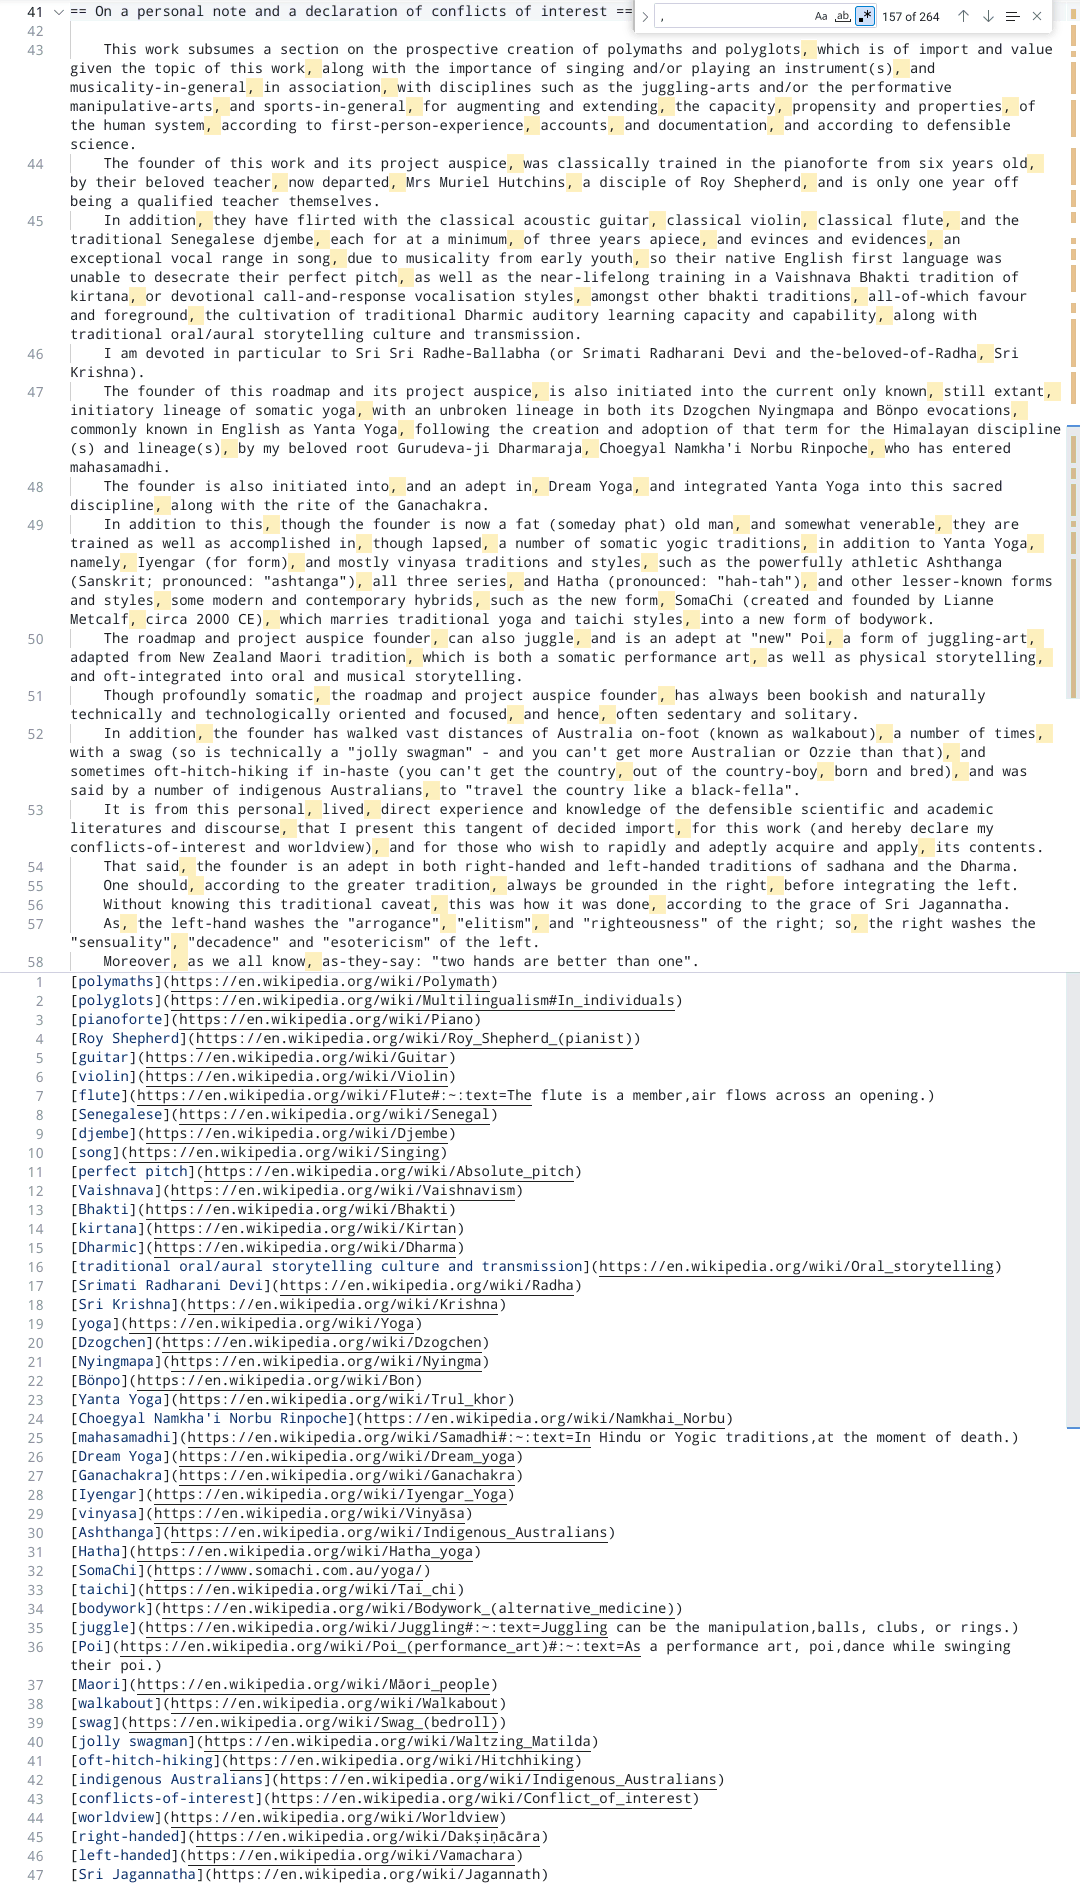 41 == On a personal note and a declaration of conflicts of interest ==
, Aa ab, .* 157 of 264
42
43 This work subsumes a section on the prospective creation of polymaths and polyglots, which is of import and value
given the topic of this work, along with the importance of singing and/or playing an instrument(s), and
musicality-in-general, in association, with disciplines such as the juggling-arts and/or the performative
manipulative-arts, and sports-in-general, for augmenting and extending, the capacity, propensity and properties, of
the human system, according to first-person-experience, accounts, and documentation, and according to defensible
science.
44 The founder of this work and its project auspice, was classically trained in the pianoforte from six years old,
by their beloved teacher, now departed, Mrs Muriel Hutchins, a disciple of Roy Shepherd, and is only one year off
being a qualified teacher themselves.
45 In addition, they have flirted with the classical acoustic guitar, classical violin, classical flute, and the
traditional Senegalese djembe, each for at a minimum, of three years apiece, and evinces and evidences, an
exceptional vocal range in song, due to musicality from early youth, so their native English first language was
unable to desecrate their perfect pitch, as well as the near-lifelong training in a Vaishnava Bhakti tradition of
kirtana, or devotional call-and-response vocalisation styles, amongst other bhakti traditions, all-of-which favour
and foreground, the cultivation of traditional Dharmic auditory learning capacity and capability, along with
traditional oral/aural storytelling culture and transmission.
46 I am devoted in particular to Sri Sri Radhe-Ballabha (or Srimati Radharani Devi and the-beloved-of-Radha, Sri
Krishna).
47 The founder of this roadmap and its project auspice, is also initiated into the current only known, still extant,
initiatory lineage of somatic yoga, with an unbroken lineage in both its Dzogchen Nyingmapa and Bönpo evocations,
commonly known in English as Yanta Yoga, following the creation and adoption of that term for the Himalayan discipline
(s) and lineage(s), by my beloved root Gurudeva-ji Dharmaraja, Choegyal Namkha'i Norbu Rinpoche, who has entered
mahasamadhi.
48 The founder is also initiated into, and an adept in, Dream Yoga, and integrated Yanta Yoga into this sacred
discipline, along with the rite of the Ganachakra.
49 In addition to this, though the founder is now a fat (someday phat) old man, and somewhat venerable, they are
trained as well as accomplished in, though lapsed, a number of somatic yogic traditions, in addition to Yanta Yoga,
namely, Iyengar (for form), and mostly vinyasa traditions and styles, such as the powerfully athletic Ashthanga
(Sanskrit; pronounced: "ashtanga"), all three series, and Hatha (pronounced: "hah-tah"), and other lesser-known forms
and styles, some modern and contemporary hybrids, such as the new form, SomaChi (created and founded by Lianne
Metcalf, circa 2000 CE), which marries traditional yoga and taichi styles, into a new form of bodywork.
50 The roadmap and project auspice founder, can also juggle, and is an adept at "new" Poi, a form of juggling-art,
adapted from New Zealand Maori tradition, which is both a somatic performance art, as well as physical storytelling,
and oft-integrated into oral and musical storytelling.
51 Though profoundly somatic, the roadmap and project auspice founder, has always been bookish and naturally
technically and technologically oriented and focused, and hence, often sedentary and solitary.
52 In addition, the founder has walked vast distances of Australia on-foot (known as walkabout), a number of times,
with a swag (so is technically a "jolly swagman" - and you can't get more Australian or Ozzie than that), and
sometimes oft-hitch-hiking if in-haste (you can't get the country, out of the country-boy, born and bred), and was
said by a number of indigenous Australians, to "travel the country like a black-fella".
53 It is from this personal, lived, direct experience and knowledge of the defensible scientific and academic
literatures and discourse, that I present this tangent of decided import, for this work (and hereby declare my
conflicts-of-interest and worldview), and for those who wish to rapidly and adeptly acquire and apply, its contents.
54 That said, the founder is an adept in both right-handed and left-handed traditions of sadhana and the Dharma.
55 One should, according to the greater tradition, always be grounded in the right, before integrating the left.
56 Without knowing this traditional caveat, this was how it was done, according to the grace of Sri Jagannatha.
57 As, the left-hand washes the "arrogance", "elitism", and "righteousness" of the right; so, the right washes the
"sensuality", "decadence" and "esotericism" of the left.
58 Moreover, as we all know, as-they-say: "two hands are better than one".
1 [polymaths](https://en.wikipedia.org/wiki/Polymath)
2 [polyglots](https://en.wikipedia.org/wiki/Multilingualism#In_individuals)
3 [pianoforte](https://en.wikipedia.org/wiki/Piano)
4 [Roy Shepherd](https://en.wikipedia.org/wiki/Roy_Shepherd_(pianist))
5 [guitar](https://en.wikipedia.org/wiki/Guitar)
6 [violin](https://en.wikipedia.org/wiki/Violin)
7 [flute](https://en.wikipedia.org/wiki/Flute#:~:text=The flute is a member,air flows across an opening.)
8 [Senegalese](https://en.wikipedia.org/wiki/Senegal)
9 [djembe](https://en.wikipedia.org/wiki/Djembe)
10 [song](https://en.wikipedia.org/wiki/Singing)
11 [perfect pitch](https://en.wikipedia.org/wiki/Absolute_pitch)
12 [Vaishnava](https://en.wikipedia.org/wiki/Vaishnavism)
13 [Bhakti](https://en.wikipedia.org/wiki/Bhakti)
14 [kirtana](https://en.wikipedia.org/wiki/Kirtan)
15 [Dharmic](https://en.wikipedia.org/wiki/Dharma)
16 [traditional oral/aural storytelling culture and transmission](https://en.wikipedia.org/wiki/Oral_storytelling)
17 [Srimati Radharani Devi](https://en.wikipedia.org/wiki/Radha)
18 [Sri Krishna](https://en.wikipedia.org/wiki/Krishna)
19 [yoga](https://en.wikipedia.org/wiki/Yoga)
20 [Dzogchen](https://en.wikipedia.org/wiki/Dzogchen)
21 [Nyingmapa](https://en.wikipedia.org/wiki/Nyingma)
22 [Bönpo](https://en.wikipedia.org/wiki/Bon)
23 [Yanta Yoga](https://en.wikipedia.org/wiki/Trul_khor)
24 [Choegyal Namkha'i Norbu Rinpoche](https://en.wikipedia.org/wiki/Namkhai_Norbu)
25 [mahasamadhi](https://en.wikipedia.org/wiki/Samadhi#:~:text=In Hindu or Yogic traditions,at the moment of death.)
26 [Dream Yoga](https://en.wikipedia.org/wiki/Dream_yoga)
27 [Ganachakra](https://en.wikipedia.org/wiki/Ganachakra)
28 [Iyengar](https://en.wikipedia.org/wiki/Iyengar_Yoga)
29 [vinyasa](https://en.wikipedia.org/wiki/Vinyāsa)
30 [Ashthanga](https://en.wikipedia.org/wiki/Indigenous_Australians)
31 [Hatha](https://en.wikipedia.org/wiki/Hatha_yoga)
32 [SomaChi](https://www.somachi.com.au/yoga/)
33 [taichi](https://en.wikipedia.org/wiki/Tai_chi)
34 [bodywork](https://en.wikipedia.org/wiki/Bodywork_(alternative_medicine))
35 [juggle](https://en.wikipedia.org/wiki/Juggling#:~:text=Juggling can be the manipulation,balls, clubs, or rings.)
36 [Poi](https://en.wikipedia.org/wiki/Poi_(performance_art)#:~:text=As a performance art, poi,dance while swinging
their poi.)
37 [Maori](https://en.wikipedia.org/wiki/Māori_people)
38 [walkabout](https://en.wikipedia.org/wiki/Walkabout)
39 [swag](https://en.wikipedia.org/wiki/Swag_(bedroll))
40 [jolly swagman](https://en.wikipedia.org/wiki/Waltzing_Matilda)
41 [oft-hitch-hiking](https://en.wikipedia.org/wiki/Hitchhiking)
42 [indigenous Australians](https://en.wikipedia.org/wiki/Indigenous_Australians)
43 [conflicts-of-interest](https://en.wikipedia.org/wiki/Conflict_of_interest)
44 [worldview](https://en.wikipedia.org/wiki/Worldview)
45 [right-handed](https://en.wikipedia.org/wiki/Dakṣiṇācāra)
46 [left-handed](https://en.wikipedia.org/wiki/Vamachara)
47 [Sri Jagannatha](https://en.wikipedia.org/wiki/Jagannath)